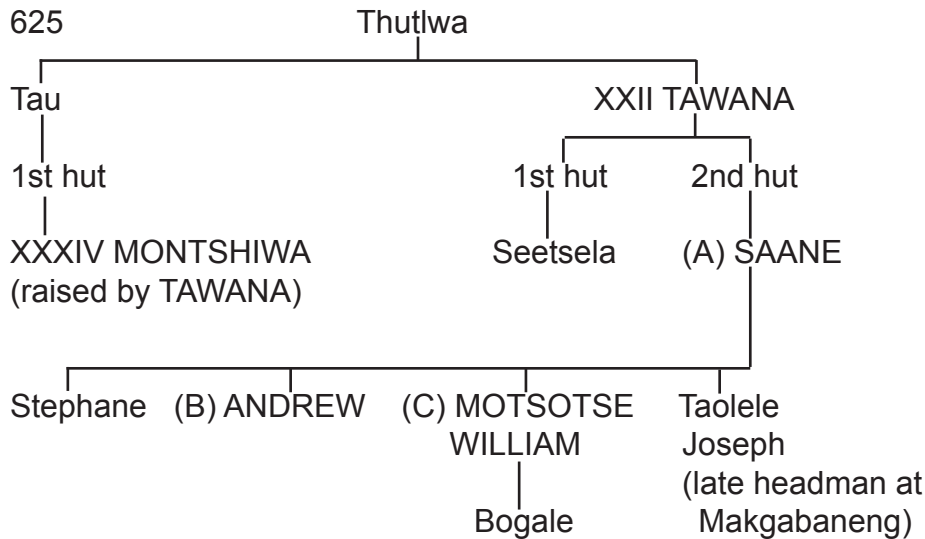 625 Thutlwa
Tau XXII TAWANA
1st hut 1st hut 2nd hut
XXXIV MONTSHIWA Seetsela (A) SAANE
(raised by TAWANA)
Stephane (B) ANDREW (C) MOTSOTSE Taolele
WILLIAM Joseph
(late headman at
Bogale Makgabaneng)